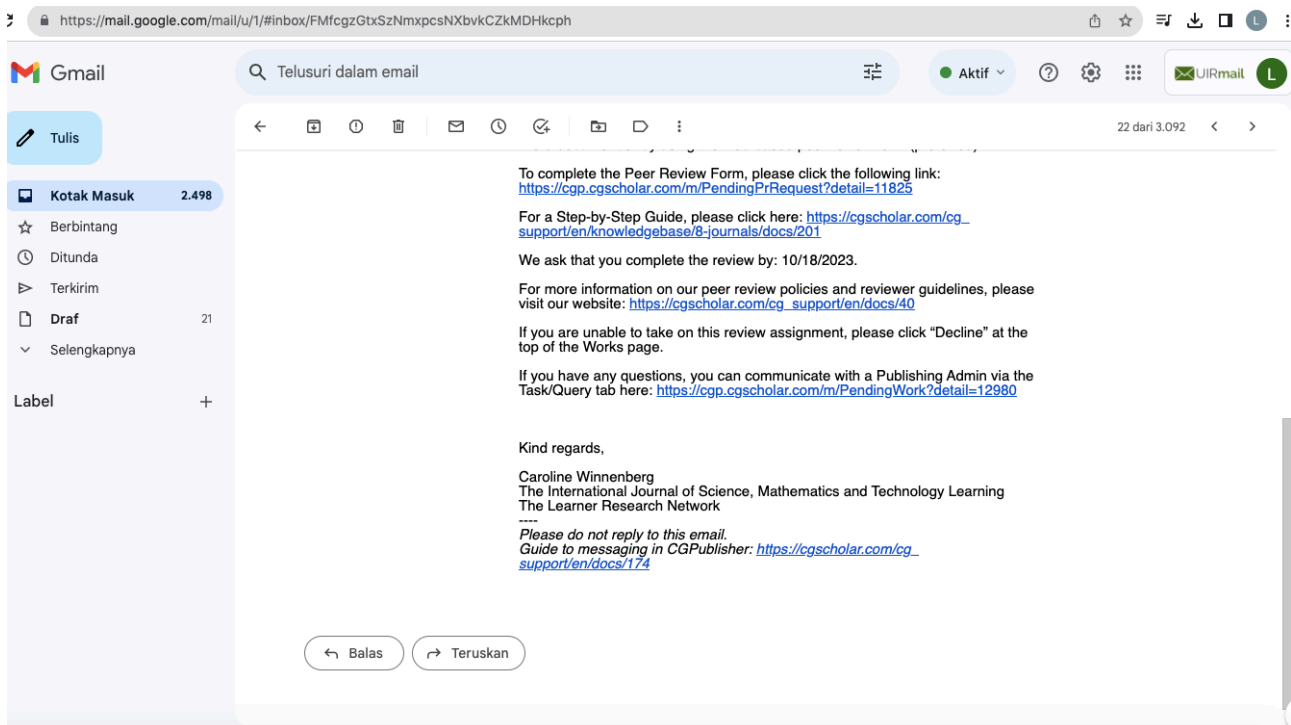 https://mail.google.com/mail/u/1/#inbox/FMfcgzGtxSzNmxpcsNXbvkCZkMDHkcph
L
Gmail
Telusuri dalam email
Aktif
UIRmail
L
Tulis
22 dari 3.092
Kotak Masuk 2.498
Berbintang
Ditunda
Terkirim
Draf 21
Selengkapnya
Label
To complete the Peer Review Form, please click the following link:
https://cgp.cgscholar.com/m/PendingPrRequest?detail=11825
For a Step-by-Step Guide, please click here: https://cgscholar.com/cg_
support/en/knowledgebase/8-journals/docs/201
We ask that you complete the review by: 10/18/2023.
For more information on our peer review policies and reviewer guidelines, please
visit our website: https://cgscholar.com/cg_support/en/docs/40
If you are unable to take on this review assignment, please click “Decline” at the
top of the Works page.
If you have any questions, you can communicate with a Publishing Admin via the
Task/Query tab here: https://cgp.cgscholar.com/m/PendingWork?detail=12980
Kind regards,
Caroline Winnenberg
The International Journal of Science, Mathematics and Technology Learning
The Learner Research Network
----
Please do not reply to this email.
Guide to messaging in CGPublisher: https://cgscholar.com/cg_
support/en/docs/174
Balas
Teruskan